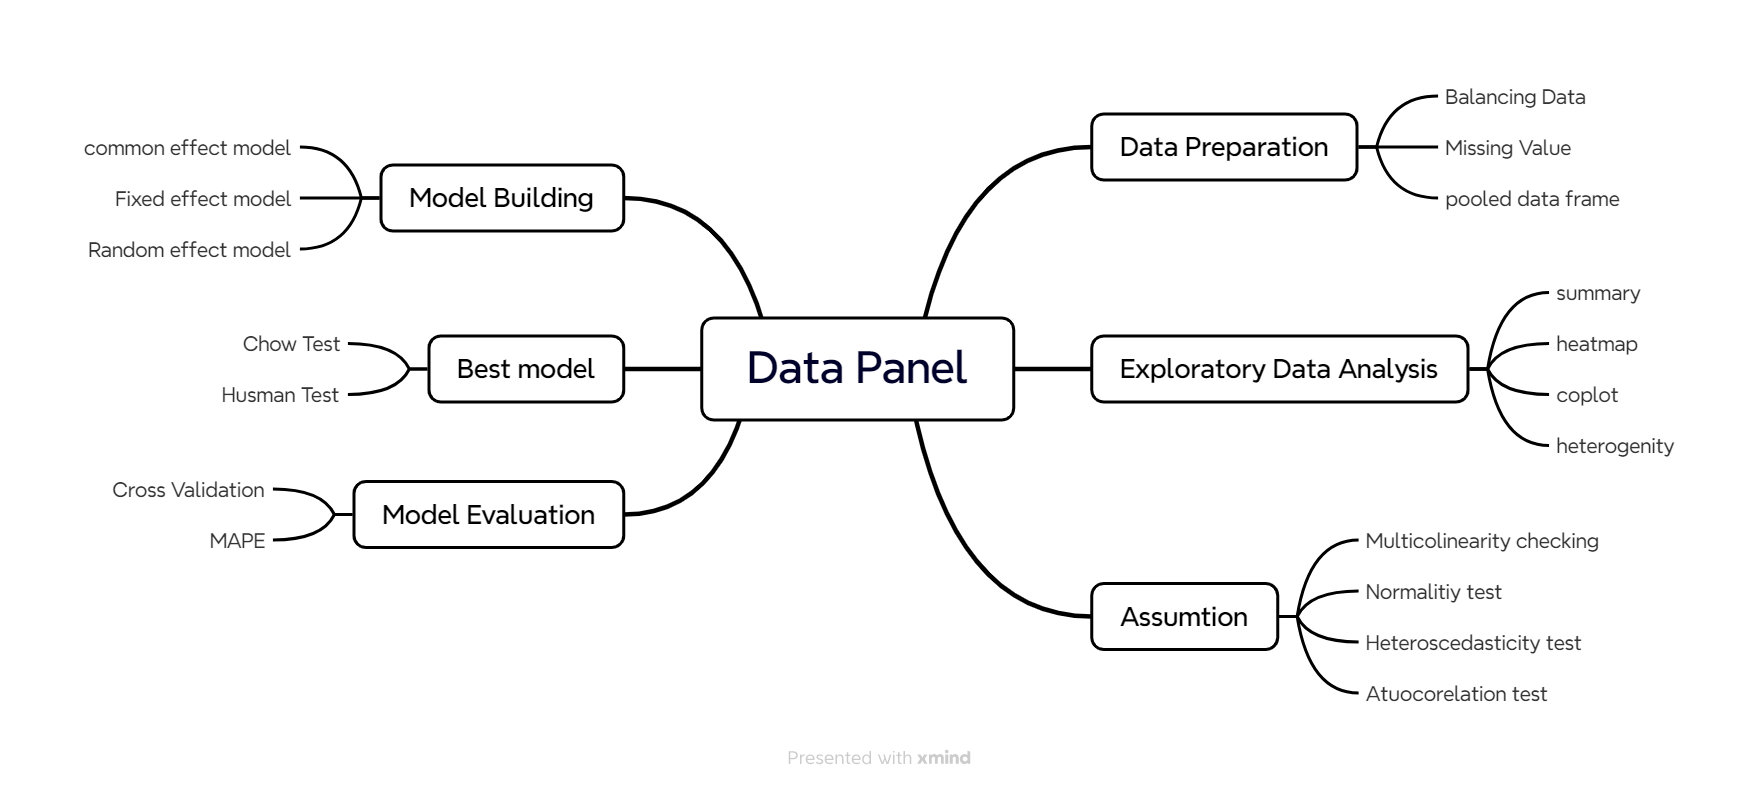 Data Panel
Data Preparation
Balancing Data
Missing Value
pooled data frame
Exploratory Data Analysis
summary
heatmap
coplot
heterogenity
Assumtion
Multicolinearity checking
Normalitiy test
Heteroscedasticity test
Atuocorelation test
Model Building
common effect model
Fixed effect model
Random effect model
Best model
Chow Test
Husman Test
Model Evaluation
Cross Validation
MAPE
Presented with xmind